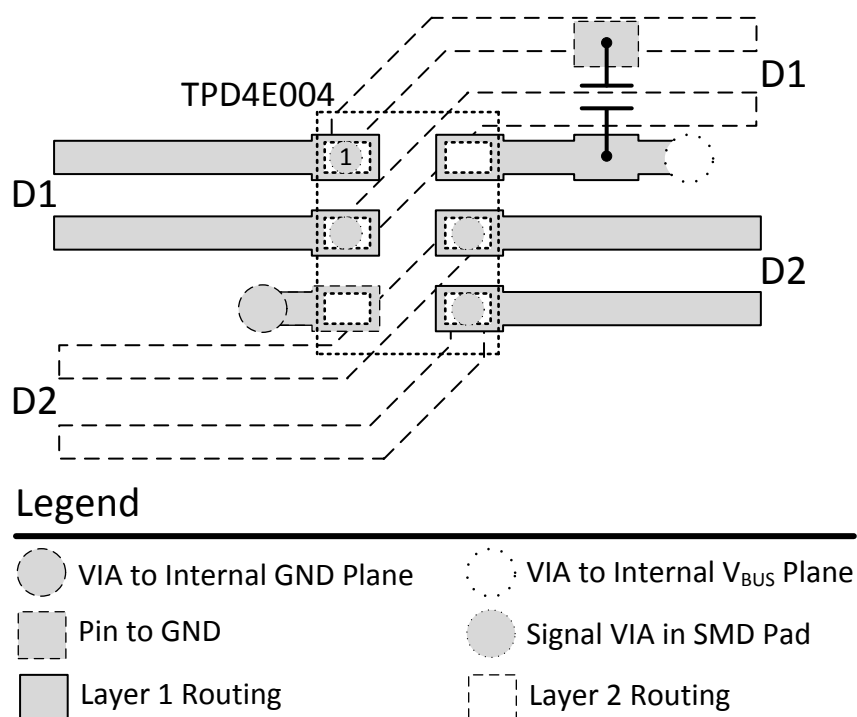 D1
TPD4E004
1
D1
D2
D2
Legend
VIA to Internal GND Plane
VIA to Internal VBUS Plane
Pin to GND
Signal VIA in SMD Pad
Layer 1 Routing
Layer 2 Routing